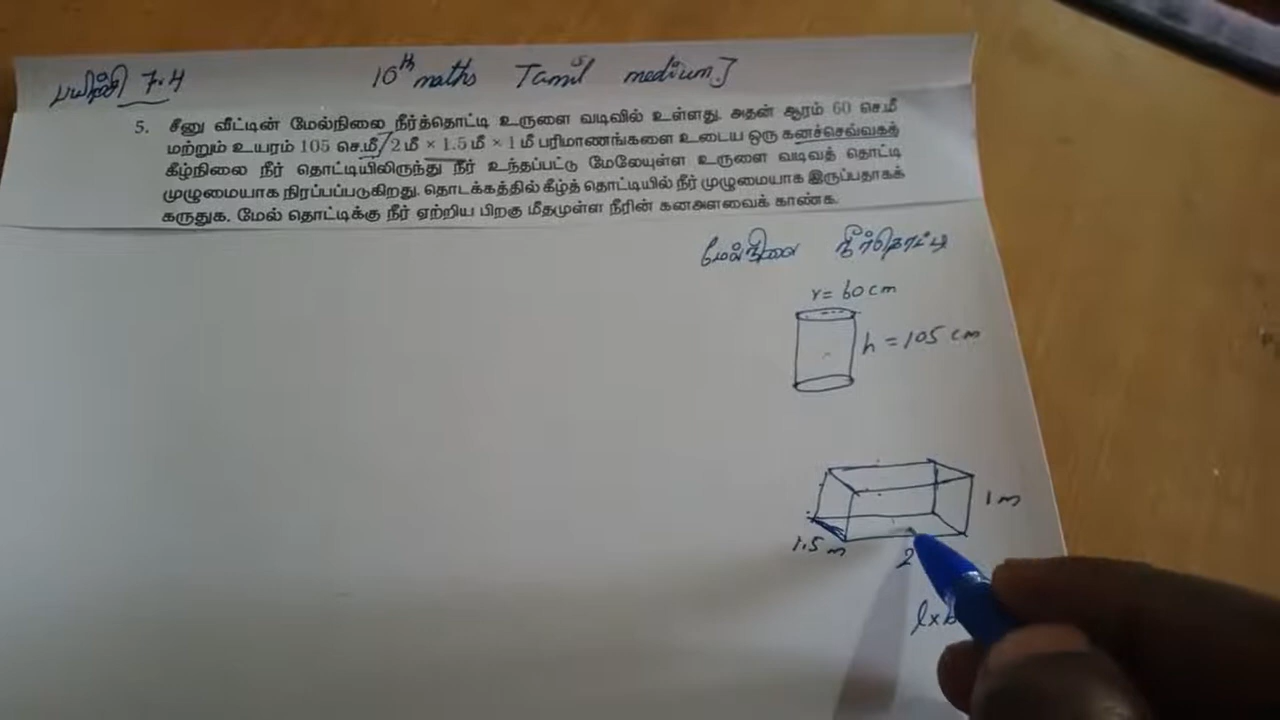 பயிற்சி 7.4
10th maths Tamil medium]
5. சீனு வீட்டின் மேல்நிலை நீர்த்தொட்டி உருளை வடிவில் உள்ளது. அதன் ஆரம் 60 செ.மீ
மற்றும் உயரம் 105 செ.மீ/2 மீ × 1.5 மீ × 1 மீ பரிமாணங்களை உடைய ஒரு கனச்செவ்வகத்
கீழ்நிலை நீர் தொட்டியிலிருந்து நீர் உந்தப்பட்டு மேலேயுள்ள உருளை வடிவத் தொட்டி
முழுமையாக நிரப்பப்படுகிறது. தொடக்கத்தில் கீழ்த் தொட்டியில் நீர் முழுமையாக இருப்பதாகக்
கருதுக. மேல் தொட்டிக்கு நீர் ஏற்றிய பிறகு மீதமுள்ள நீரின் கனஅளவைக் காண்க.
மேல்நிலை நீர்தொட்டி
r = 60 cm
h = 105 cm
1 m
1.5 m
2
l×b